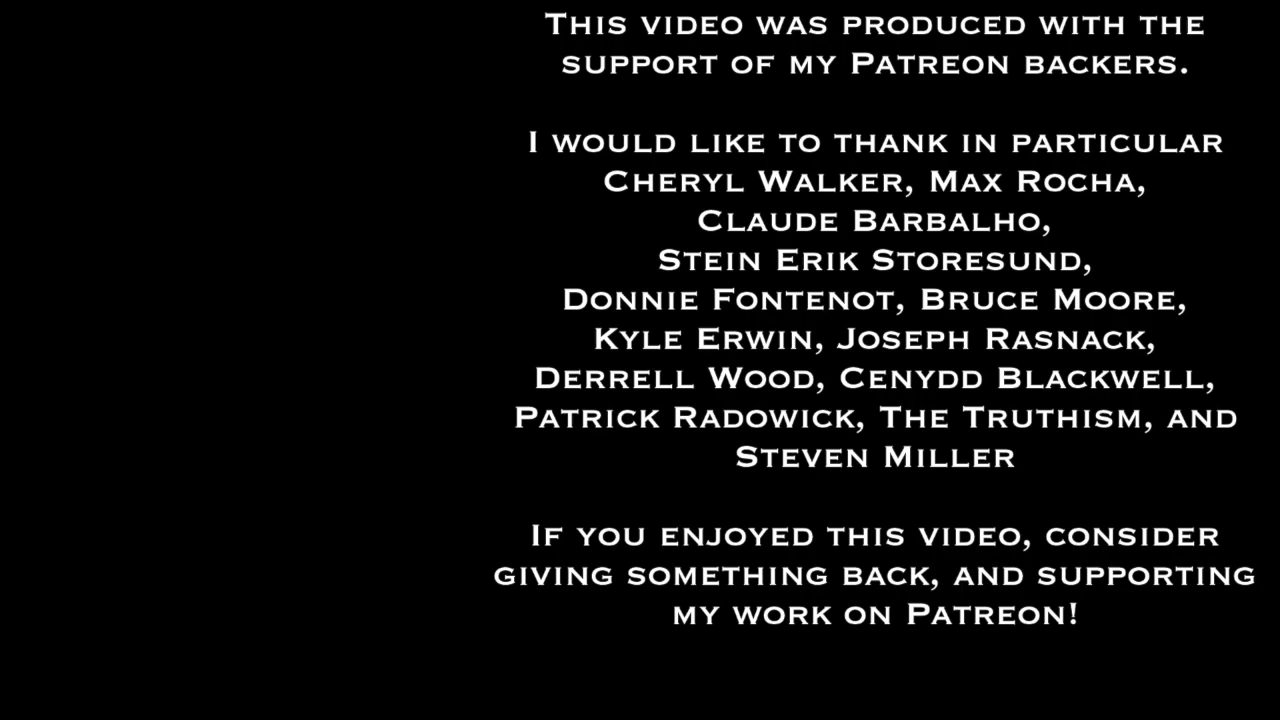 This video was produced with the
support of my Patreon backers.
I would like to thank in particular
Cheryl Walker, Max Rocha,
Claude Barbalho,
Stein Erik Storesund,
Donnie Fontenot, Bruce Moore,
Kyle Erwin, Joseph Rasnack,
Derrell Wood, Cenydd Blackwell,
Patrick Radowick, The Truthism, and
Steven Miller
If you enjoyed this video, consider
giving something back, and supporting
my work on Patreon!